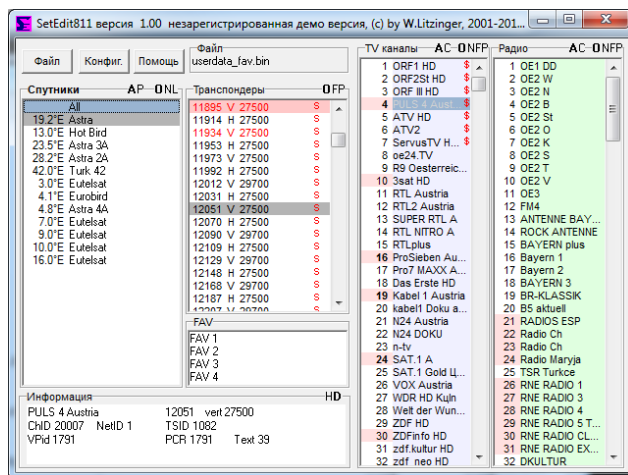 SetEdit811 версия 1.00 незарегистрированная демо версия, (c) by W.Litzinger, 2001-201...
Файл
Конфиг.
Помощь
Файл
userdata_fav.bin
Спутники AP ONL
All
19.2°E Astra
13.0°E Hot Bird
23.5°E Astra 3A
28.2°E Astra 2A
42.0°E Turk 42
3.0°E Eutelsat
4.1°E Eurobird
4.8°E Astra 4A
7.0°E Eutelsat
9.0°E Eutelsat
10.0°E Eutelsat
16.0°E Eutelsat
Транспондеры OFP
11895 V 27500 S
11914 H 27500 S
11934 V 27500 S
11953 H 27500 S
11973 V 27500 S
11992 H 27500 S
12012 V 29700 S
12031 H 27500 S
12051 V 27500 S
12070 H 27500 S
12090 V 29700 S
12109 H 27500 S
12129 V 29700 S
12148 H 27500 S
12168 V 29700 S
12187 H 27500 S
12207 V 29700 S
FAV
FAV 1
FAV 2
FAV 3
FAV 4
Информация HD
PULS 4 Austria 12051 vert 27500
ChID 20007 NetID 1 TSID 1082
VPid 1791 PCR 1791 Text 39
TV каналы AC ONFP
1 ORF1 HD $
2 ORF2St HD $
3 ORF III HD $
4 PULS 4 Aust... $
5 ATV HD $
6 ATV2 $
7 ServusTV H... $
8 oe24.TV
9 R9 Oesterreic...
10 3sat HD
11 RTL Austria
12 RTL2 Austria
13 SUPER RTL A
14 RTL NITRO A
15 RTLplus
16 ProSieben Au...
17 Pro7 MAXX A...
18 Das Erste HD
19 Kabel 1 Austria
20 kabel1 Doku a...
21 N24 Austria
22 N24 DOKU
23 n-tv
24 SAT.1 A
25 SAT.1 Gold Ц...
26 VOX Austria
27 WDR HD Kцln
28 Welt der Wun...
29 ZDF HD
30 ZDFinfo HD
31 zdf.kultur HD
32 zdf_neo HD
Радио AC ONFP
1 OE1 DD
2 OE2 W
3 OE2 N
4 OE2 B
5 OE2 St
6 OE2 O
7 OE2 K
8 OE2 S
9 OE2 T
10 OE2 V
11 OE3
12 FM4
13 ANTENNE BAY...
14 ROCK ANTENNE
15 BAYERN plus
16 Bayern 1
17 Bayern 2
18 BAYERN 3
19 BR-KLASSIK
20 B5 aktuell
21 RADIOS ESP
22 Radio Ch
23 Radio Ch
24 Radio Maryja
25 TSR Turkce
26 RNE RADIO 1
27 RNE RADIO 3
28 RNE RADIO 4
29 RNE RADIO 5 T...
30 RNE RADIO CL...
31 RNE RADIO EX...
32 DKULTUR